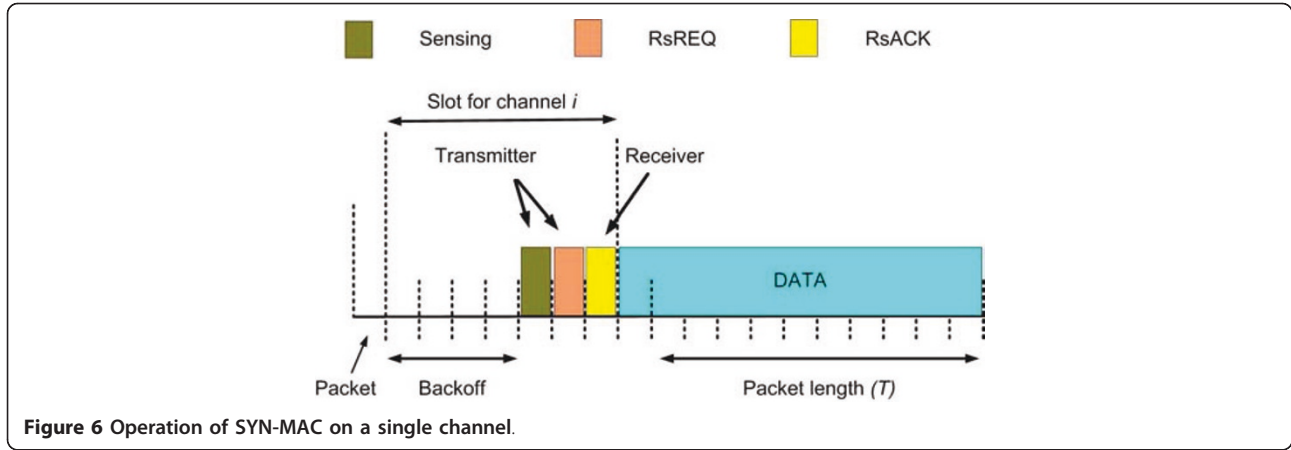 Sensing RsREQ RsACK
Slot for channel i
Transmitter Receiver
DATA
Packet Backoff Packet length (T)
Figure 6 Operation of SYN-MAC on a single channel.